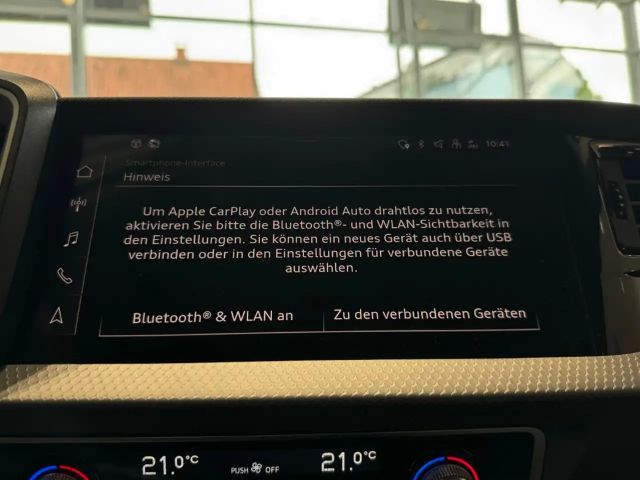 10:41
Smartphone-Interface
Hinweis
Um Apple CarPlay oder Android Auto drahtlos zu nutzen,
aktivieren Sie bitte die Bluetooth®- und WLAN-Sichtbarkeit in
den Einstellungen. Sie können ein neues Gerät auch über USB
verbinden oder in den Einstellungen für verbundene Geräte
auswählen.
Bluetooth® & WLAN an Zu den verbundenen Geräten
21.0°C PUSH OFF 21.0°C